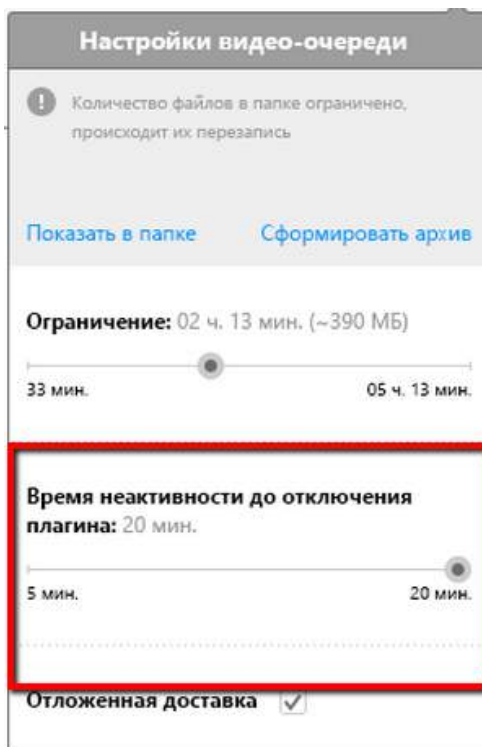 Настройки видео-очереди
Количество файлов в папке ограничено,
происходит их перезапись
Показать в папке Сформировать архив
Ограничение: 02 ч. 13 мин. (~390 МБ)
33 мин. 05 ч. 13 мин.
Время неактивности до отключения
плагина: 20 мин.
5 мин. 20 мин.
Отложенная доставка